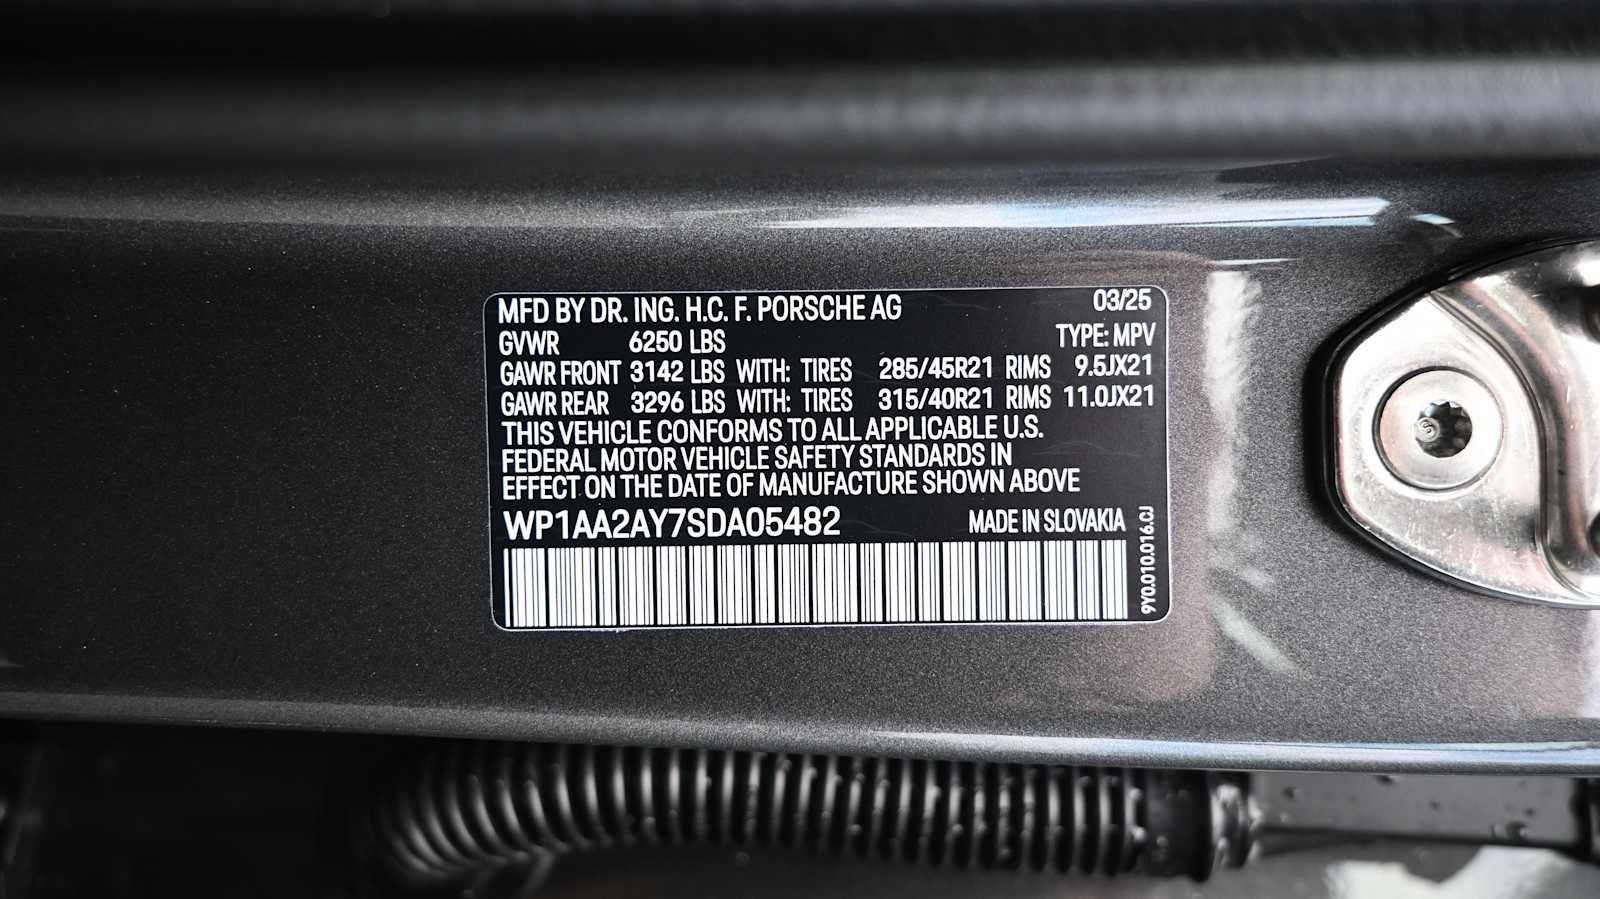 MFD BY DR. ING. H.C. F. PORSCHE AG 03/25
GVWR 6250 LBS TYPE: MPV
GAWR FRONT 3142 LBS WITH: TIRES 285/45R21 RIMS 9.5JX21
GAWR REAR 3296 LBS WITH: TIRES 315/40R21 RIMS 11.0JX21
THIS VEHICLE CONFORMS TO ALL APPLICABLE U.S.
FEDERAL MOTOR VEHICLE SAFETY STANDARDS IN
EFFECT ON THE DATE OF MANUFACTURE SHOWN ABOVE
WP1AA2AY7SDA05482 MADE IN SLOVAKIA
9Y0.010.016.CJ